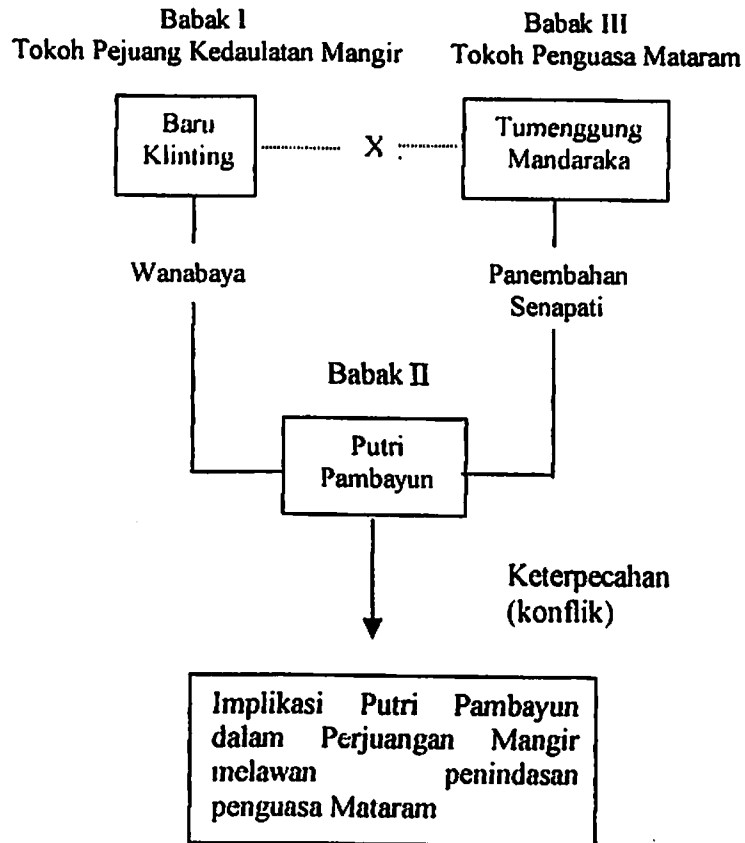 Babak I
Tokoh Pejuang Kedaulatan Mangir
Babak III
Tokoh Penguasa Mataram
Baru
Klinting
X
Tumenggung
Mandaraka
Wanabaya
Panembahan
Senapati
Babak II
Putri
Pambayun
Keterpecahan
(konflik)
Implikasi Putri Pambayun
dalam Perjuangan Mangir
melawan penindasan
penguasa Mataram